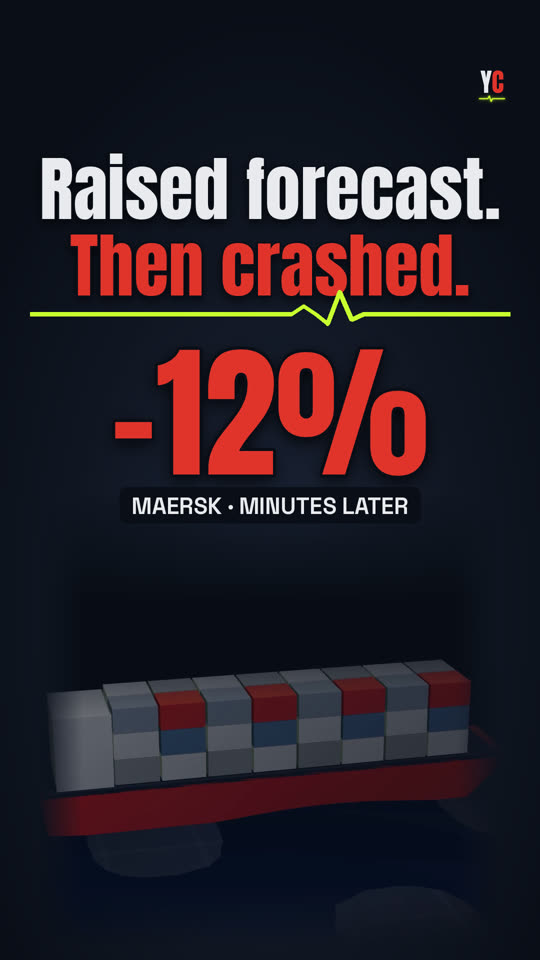 YC
Raised forecast.
Then crashed.
-12%
MAERSK • MINUTES LATER